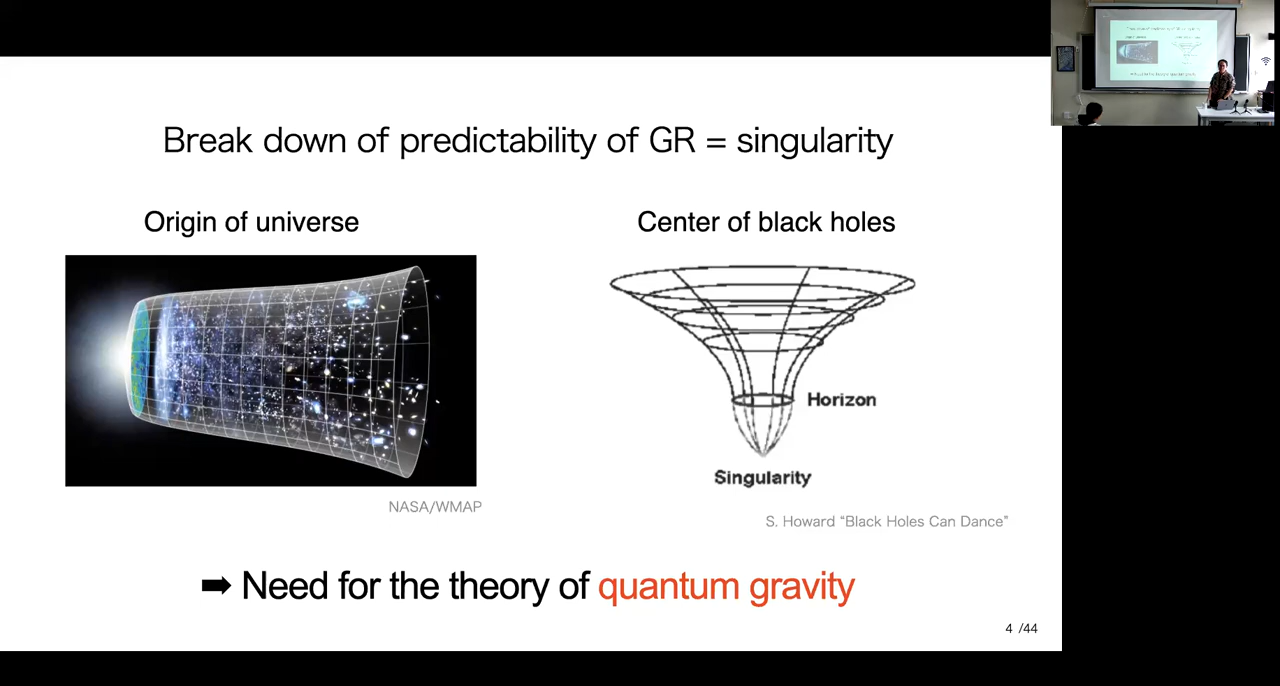 Break down of predictability of GR = singularity
Origin of universe
Center of black holes
Horizon
Singularity
NASA/WMAP
S. Howard “Black Holes Can Dance”
➡ Need for the theory of quantum gravity
4 /44